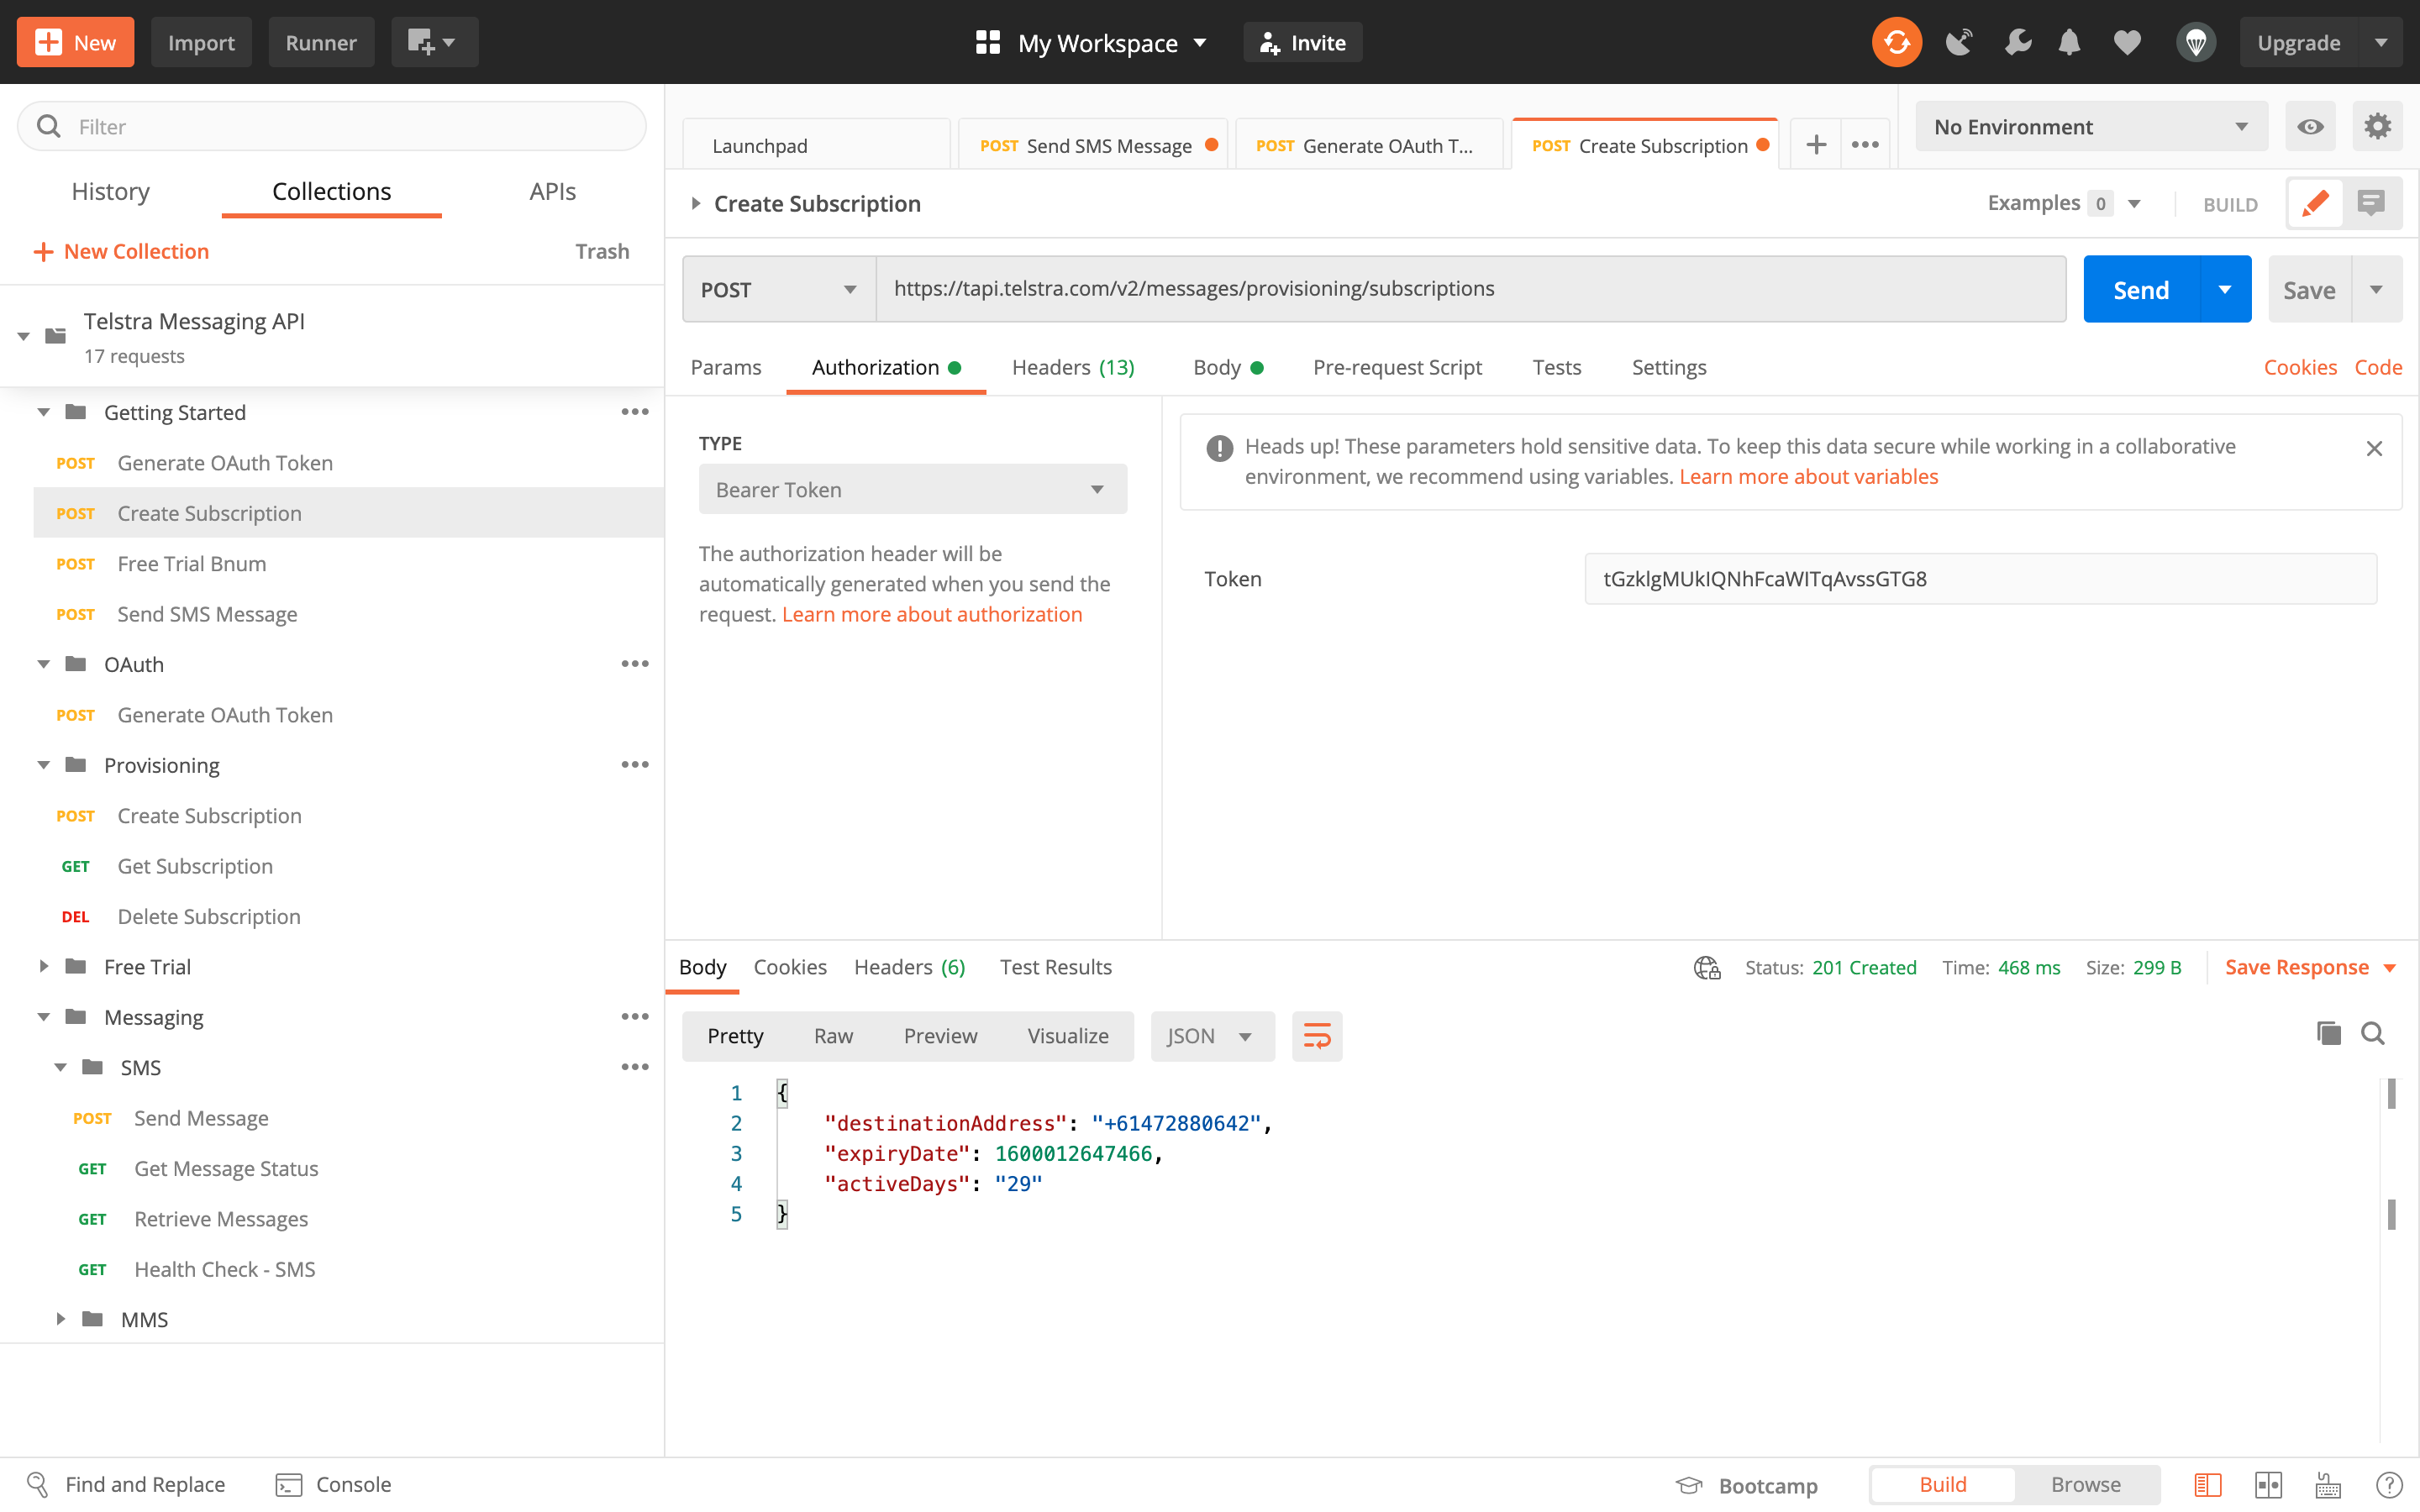 New
Import
Runner
My Workspace
Invite
Upgrade
Filter
History
Collections
APIs
New Collection
Trash
Telstra Messaging API
17 requests
Getting Started
POST Generate OAuth Token
POST Create Subscription
POST Free Trial Bnum
POST Send SMS Message
OAuth
POST Generate OAuth Token
Provisioning
POST Create Subscription
GET Get Subscription
DEL Delete Subscription
Free Trial
Messaging
SMS
POST Send Message
GET Get Message Status
GET Retrieve Messages
GET Health Check - SMS
MMS
Launchpad
POST Send SMS Message
POST Generate OAuth T...
POST Create Subscription
No Environment
Create Subscription
Examples 0
BUILD
POST
https://tapi.telstra.com/v2/messages/provisioning/subscriptions
Send
Save
Params
Authorization
Headers (13)
Body
Pre-request Script
Tests
Settings
Cookies
Code
TYPE
Bearer Token
The authorization header will be
automatically generated when you send the
request. Learn more about authorization
Heads up! These parameters hold sensitive data. To keep this data secure while working in a collaborative
environment, we recommend using variables. Learn more about variables
Token
tGzklgMUkIQNhFcaWITqAvssGTG8
Body
Cookies
Headers (6)
Test Results
Status: 201 Created
Time: 468 ms
Size: 299 B
Save Response
Pretty
Raw
Preview
Visualize
JSON
1 {
2 "destinationAddress": "+61472880642",
3 "expiryDate": 1600012647466,
4 "activeDays": "29"
5 }
Find and Replace
Console
Bootcamp
Build
Browse